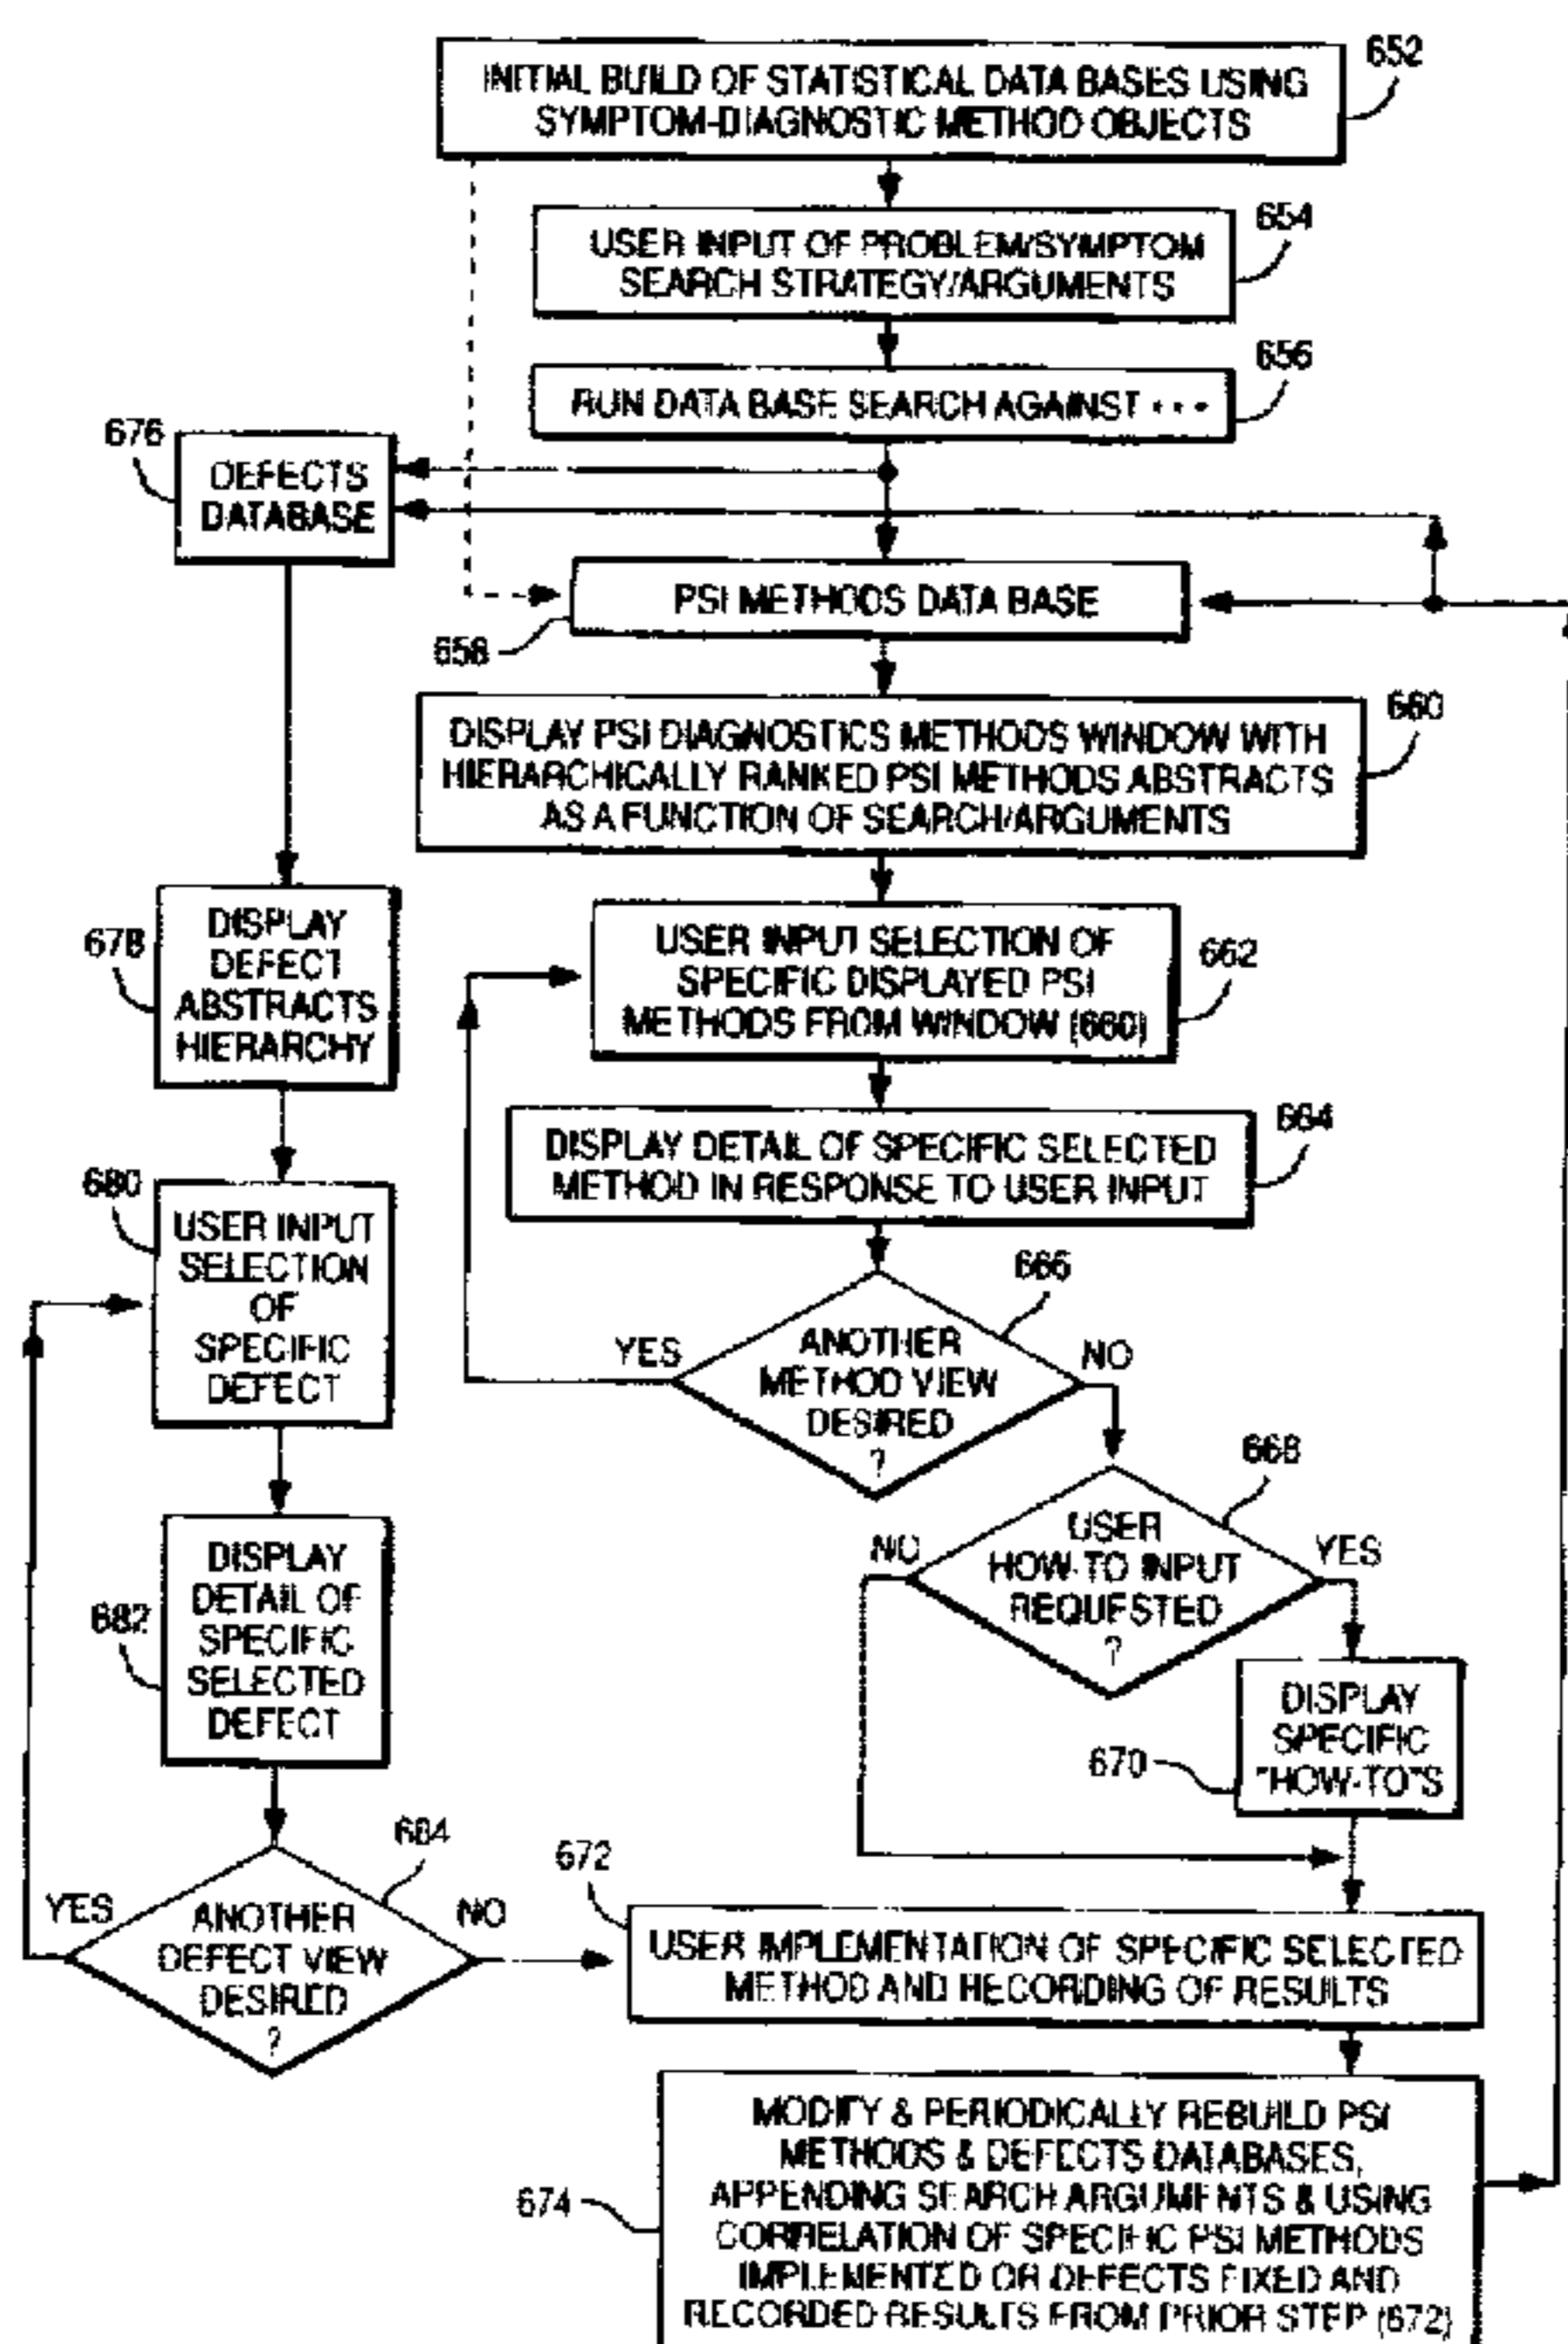 652
INITIAL BUILD OF STATISTICAL DATA BASES USING
SYMPTOM-DIAGNOSTIC METHOD OBJECTS
654
USER INPUT OF PROBLEM/SYMPTOM
SEARCH STRATEGY/ARGUMENTS
656
RUN DATA BASE SEARCH AGAINST • • •
676
DEFECTS
DATABASE
PSI METHODS DATA BASE
658
660
DISPLAY PSI DIAGNOSTICS METHODS WINDOW WITH
HIERARCHICALLY RANKED PSI METHODS ABSTRACTS
AS A FUNCTION OF SEARCH/ARGUMENTS
678
DISPLAY
DEFECT
ABSTRACTS
HIERARCHY
662
USER INPUT SELECTION OF
SPECIFIC DISPLAYED PSI
METHODS FROM WINDOW (660)
664
DISPLAY DETAIL OF SPECIFIC SELECTED
METHOD IN RESPONSE TO USER INPUT
680
USER INPUT
SELECTION
OF
SPECIFIC
DEFECT
666
YES
ANOTHER
METHOD VIEW
DESIRED
?
NO
668
NO
USER
HOW-TO INPUT
REQUESTED
?
YES
682
DISPLAY
DETAIL OF
SPECIFIC
SELECTED
DEFECT
670
DISPLAY
SPECIFIC
"HOW-TO"S
684
YES
ANOTHER
DEFECT VIEW
DESIRED
?
NO
672
USER IMPLEMENTATION OF SPECIFIC SELECTED
METHOD AND RECORDING OF RESULTS
674
MODIFY & PERIODICALLY REBUILD PSI
METHODS & DEFECTS DATABASES,
APPENDING SEARCH ARGUMENTS & USING
CORRELATION OF SPECIFIC PSI METHODS
IMPLEMENTED OR DEFECTS FIXED AND
RECORDED RESULTS FROM PRIOR STEP (672)